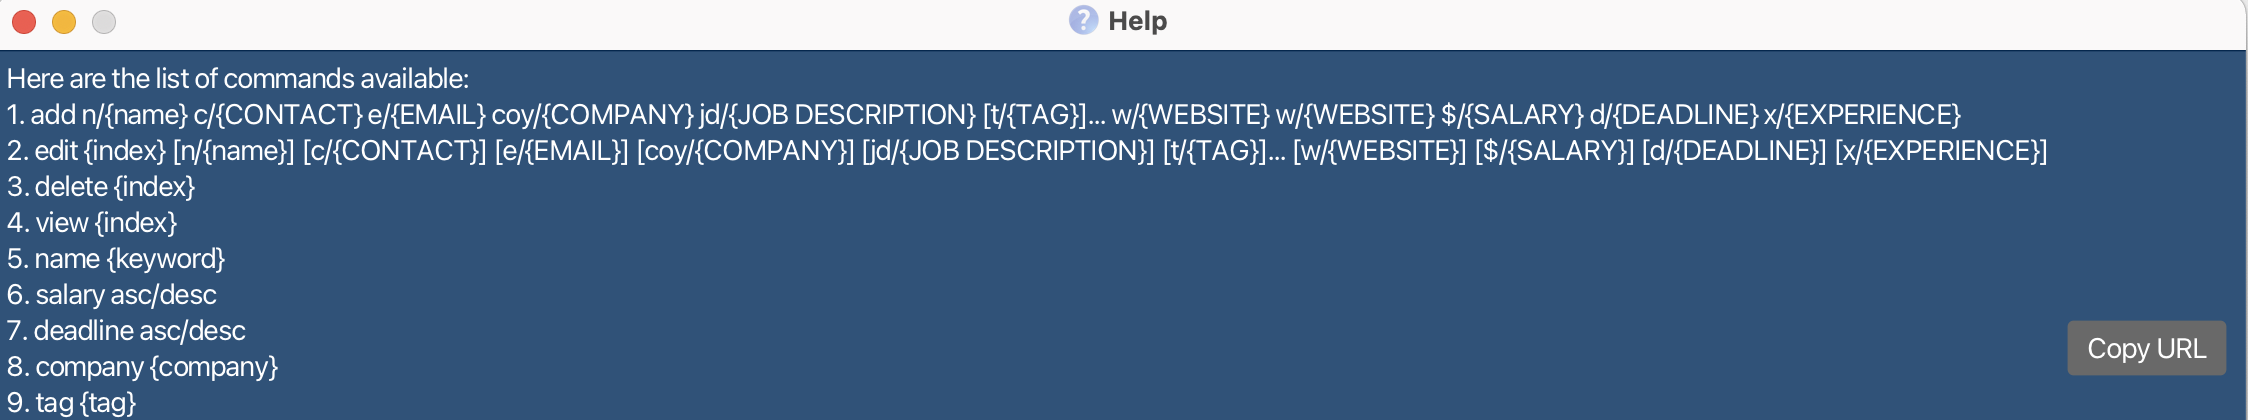 Help
Here are the list of commands available:
1. add n/{name} c/{CONTACT} e/{EMAIL} coy/{COMPANY} jd/{JOB DESCRIPTION} [t/{TAG}]... w/{WEBSITE} w/{WEBSITE} $/{SALARY} d/{DEADLINE} x/{EXPERIENCE}
2. edit {index} [n/{name}] [c/{CONTACT}] [e/{EMAIL}] [coy/{COMPANY}] [jd/{JOB DESCRIPTION}] [t/{TAG}]... [w/{WEBSITE}] [$/{SALARY}] [d/{DEADLINE}] [x/{EXPERIENCE}]
3. delete {index}
4. view {index}
5. name {keyword}
6. salary asc/desc
7. deadline asc/desc
8. company {company}
9. tag {tag}
Copy URL